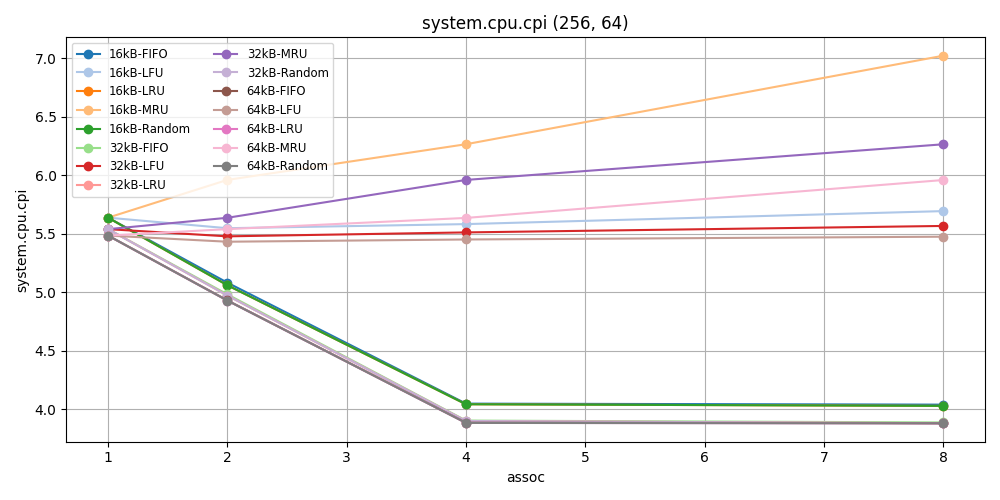 system.cpu.cpi (256, 64)
system.cpu.cpi
7.0
6.5
6.0
5.5
5.0
4.5
4.0
16kB-FIFO
16kB-LFU
16kB-LRU
16kB-MRU
16kB-Random
32kB-FIFO
32kB-LFU
32kB-LRU
32kB-MRU
32kB-Random
64kB-FIFO
64kB-LFU
64kB-LRU
64kB-MRU
64kB-Random
1 2 3 4 5 6 7 8
assoc